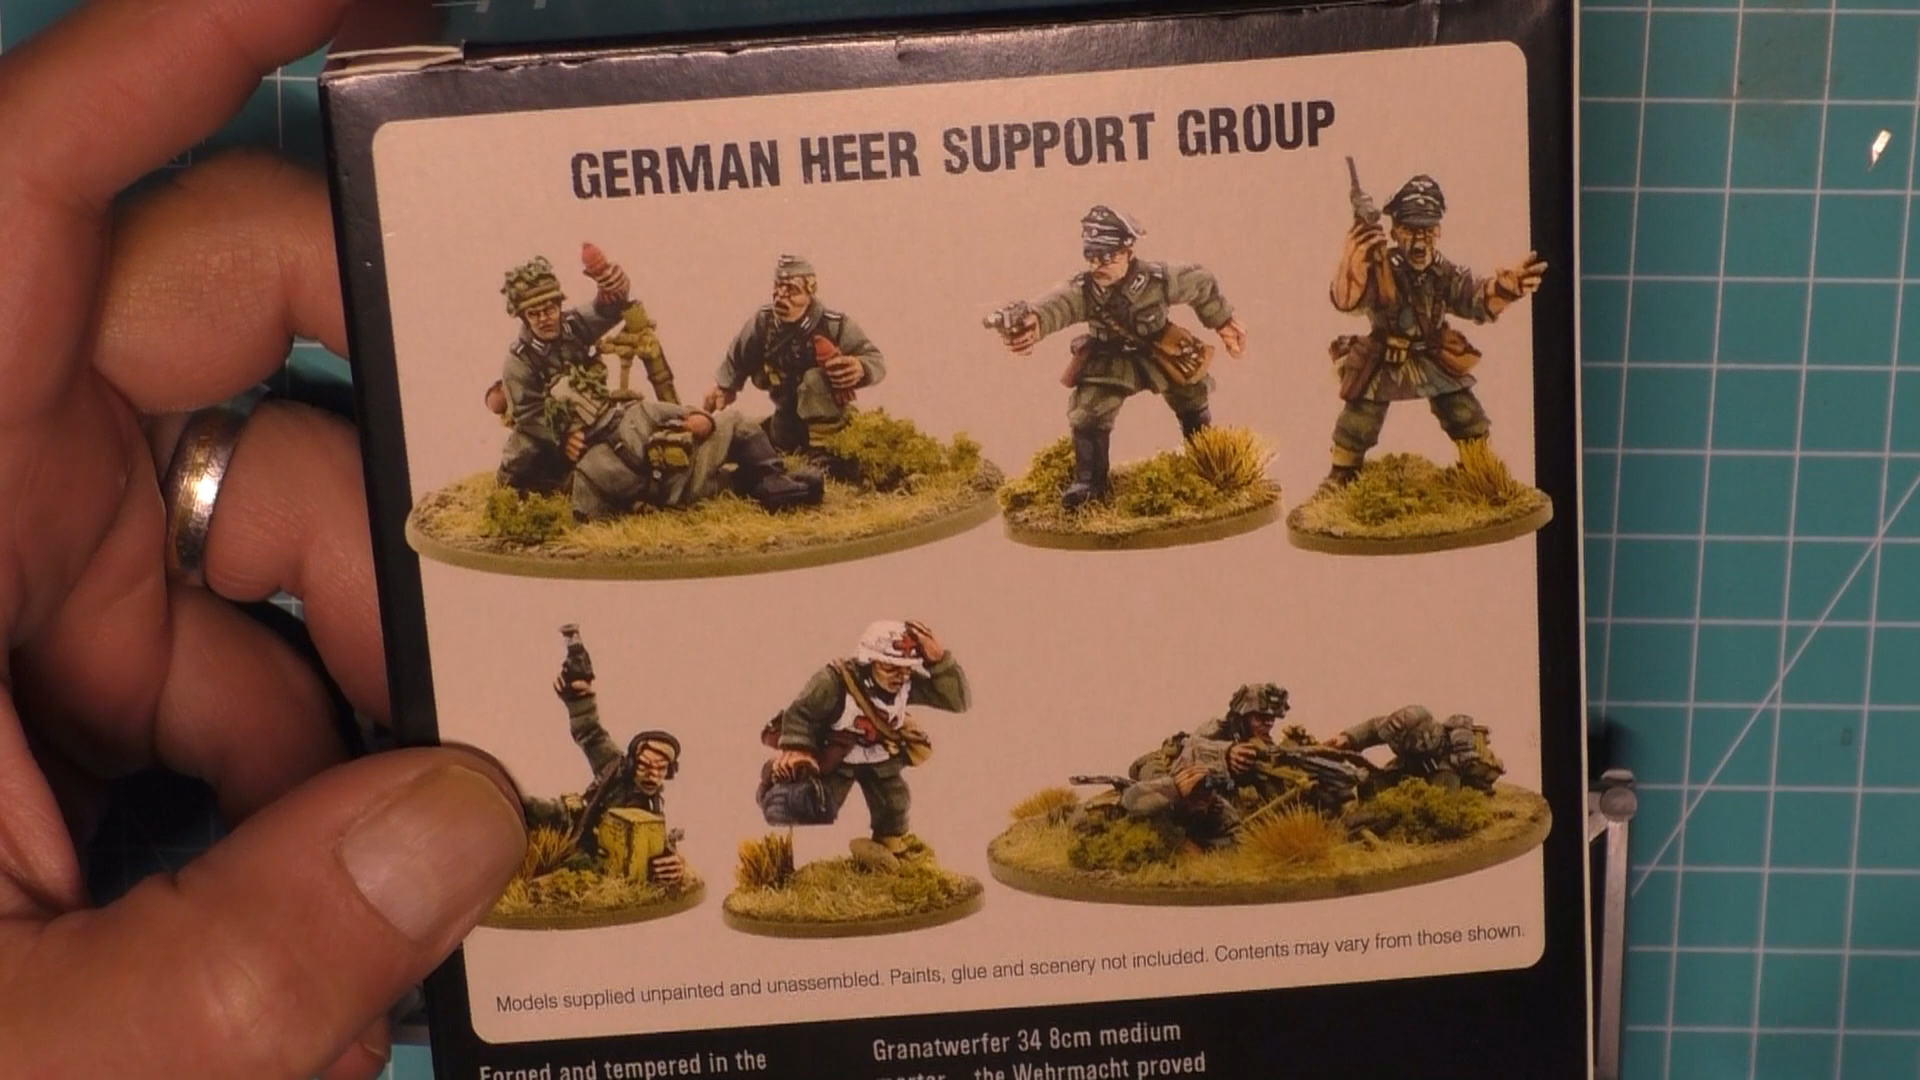 GERMAN HEER SUPPORT GROUP
Models supplied unpainted and unassembled. Paints, glue and scenery not included. Contents may vary from those shown.
Forged and tempered in the
Granatwerfer 34 8cm medium
the Wehrmacht proved